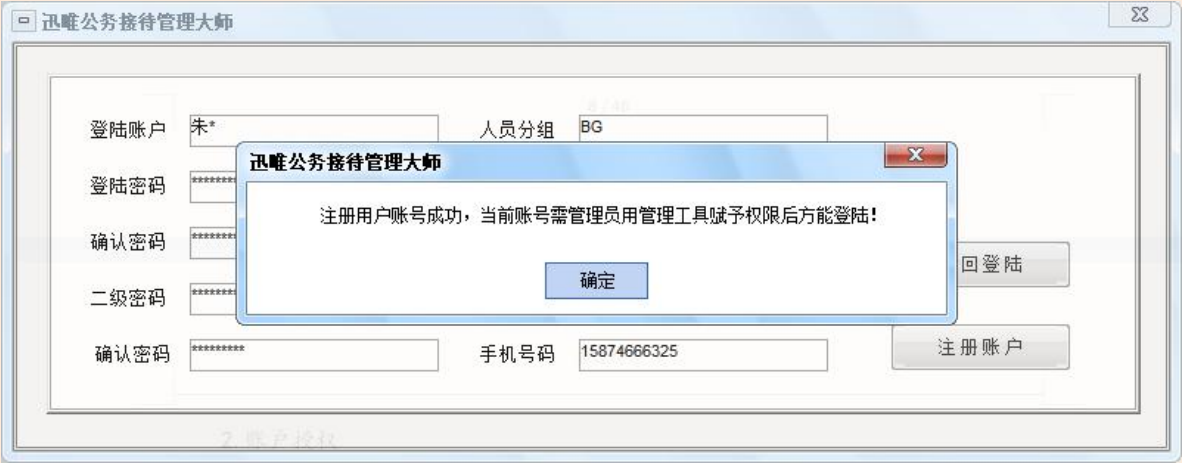 迅唯公务接待管理大师
登陆账户 朱* 人员分组 BG
迅唯公务接待管理大师
登陆密码 ********
注册用户账号成功，当前账号需管理员用管理工具赋予权限后方能登陆!
确认密码 ********
回登陆
确定
二级密码 ********
确认密码 ********* 手机号码 15874666325 注册账户
2. 账户授权